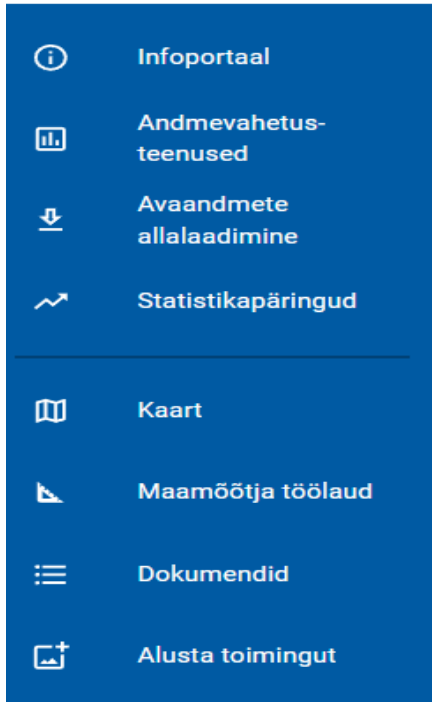 Infoportaal
Andmevahetus-
teenused
Avaandmete
allalaadimine
Statistikapäringud
Kaart
Maamõõtja töölaud
Dokumendid
Alusta toimingut